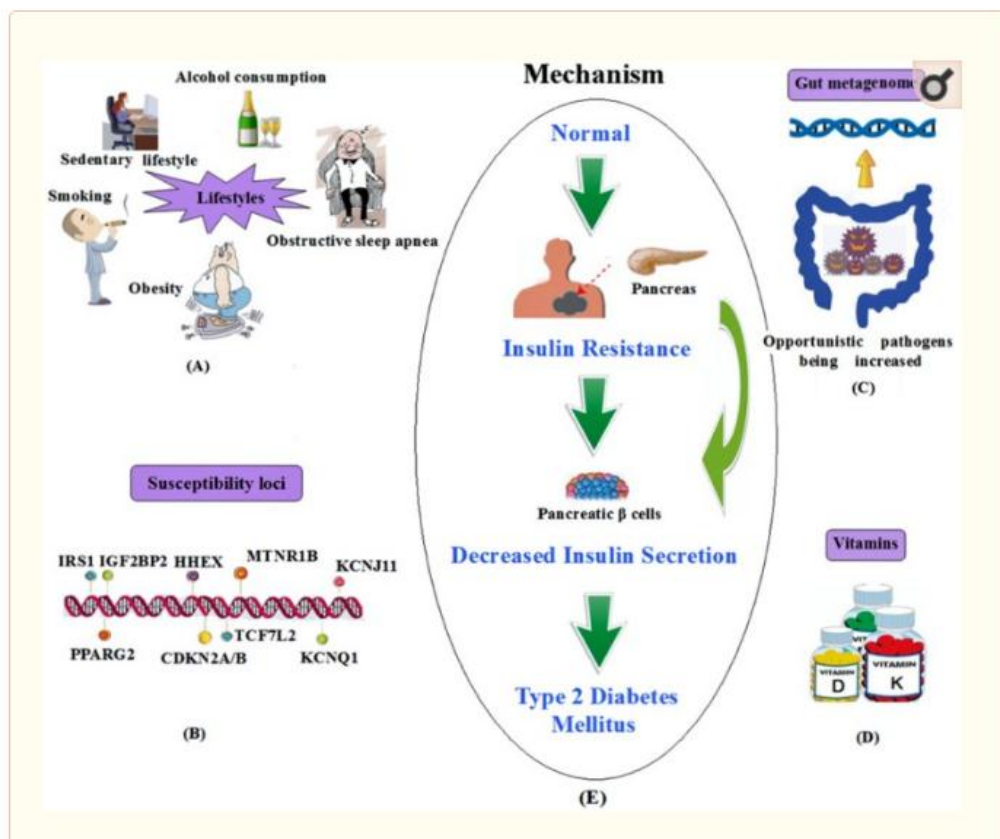 Alcohol consumption
Sedentary lifestyle
Smoking
Lifestyles
Obstructive sleep apnea
Obesity
(A)
Susceptibility loci
IRS1 IGF2BP2 HHEX MTNR1B KCNJ11
PPARG2 CDKN2A/B TCF7L2 KCNQ1
(B)
Mechanism
Normal
Pancreas
Insulin Resistance
Pancreatic β cells
Decreased Insulin Secretion
Type 2 Diabetes
Mellitus
(E)
Gut metagenome
Opportunistic pathogens
being increased
(C)
Vitamins
VITAMIN
D
VITAMIN
K
(D)